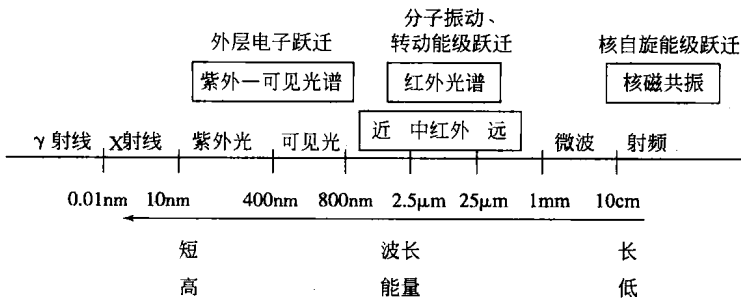 分子振动、
外层电子跃迁 转动能级跃迁 核自旋能级跃迁
紫外—可见光谱 红外光谱 核磁共振
γ射线 X射线 紫外光 可见光 近 中红外 远 微波 射频
0.01nm 10nm 400nm 800nm 2.5μm 25μm 1mm 10cm
短 波长 长
高 能量 低